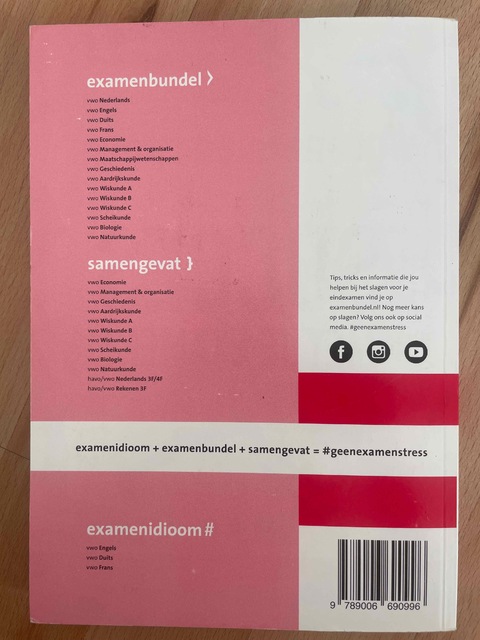 examenbundel >
vwo Nederlands
vwo Engels
vwo Duits
vwo Frans
vwo Economie
vwo Management & organisatie
vwo Maatschappijwetenschappen
vwo Geschiedenis
vwo Aardrijkskunde
vwo Wiskunde A
vwo Wiskunde B
vwo Wiskunde C
vwo Scheikunde
vwo Biologie
vwo Natuurkunde
samengevat }
vwo Economie
vwo Management & organisatie
vwo Geschiedenis
vwo Aardrijkskunde
vwo Wiskunde A
vwo Wiskunde B
vwo Wiskunde C
vwo Scheikunde
vwo Biologie
vwo Natuurkunde
havo/vwo Nederlands 3F/4F
havo/vwo Rekenen 3F
Tips, tricks en informatie die jou
helpen bij het slagen voor je
eindexamen vind je op
examenbundel.nl! Nog meer kans
op slagen? Volg ons ook op social
media. #geenexamenstress
examenidioom + examenbundel + samengevat = #geenexamenstress
examenidioom #
vwo Engels
vwo Duits
vwo Frans
9 789006 690996